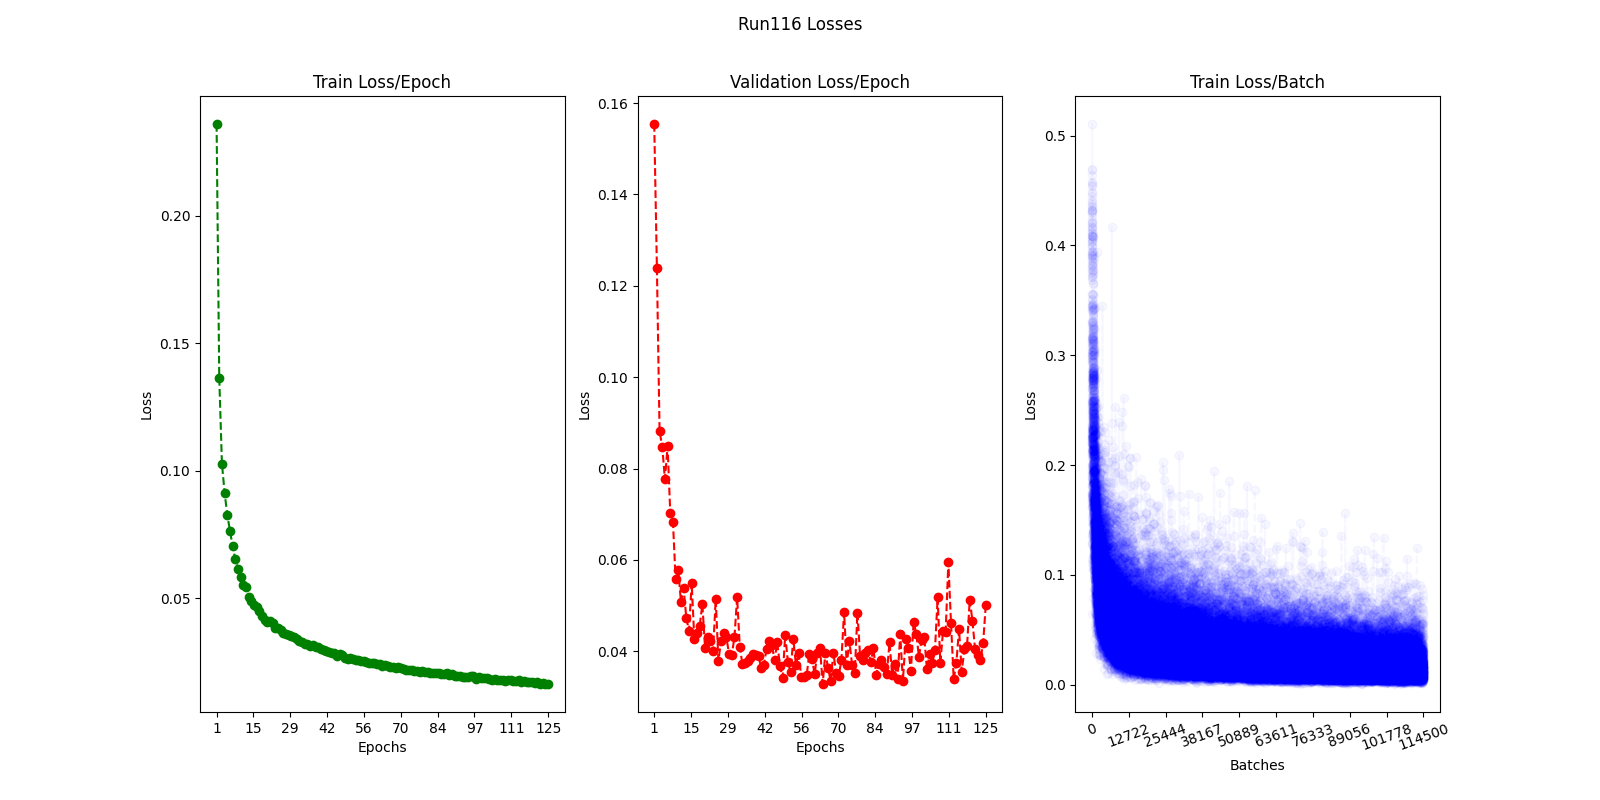 Run116 Losses
Train Loss/Epoch
Loss
0.20
0.15
0.10
0.05
1 15 29 42 56 70 84 97 111 125
Epochs
Validation Loss/Epoch
Loss
0.16
0.14
0.12
0.10
0.08
0.06
0.04
1 15 29 42 56 70 84 97 111 125
Epochs
Train Loss/Batch
Loss
0.5
0.4
0.3
0.2
0.1
0.0
0 12722 25444 38167 50889 63611 76333 89056 101778 114500
Batches